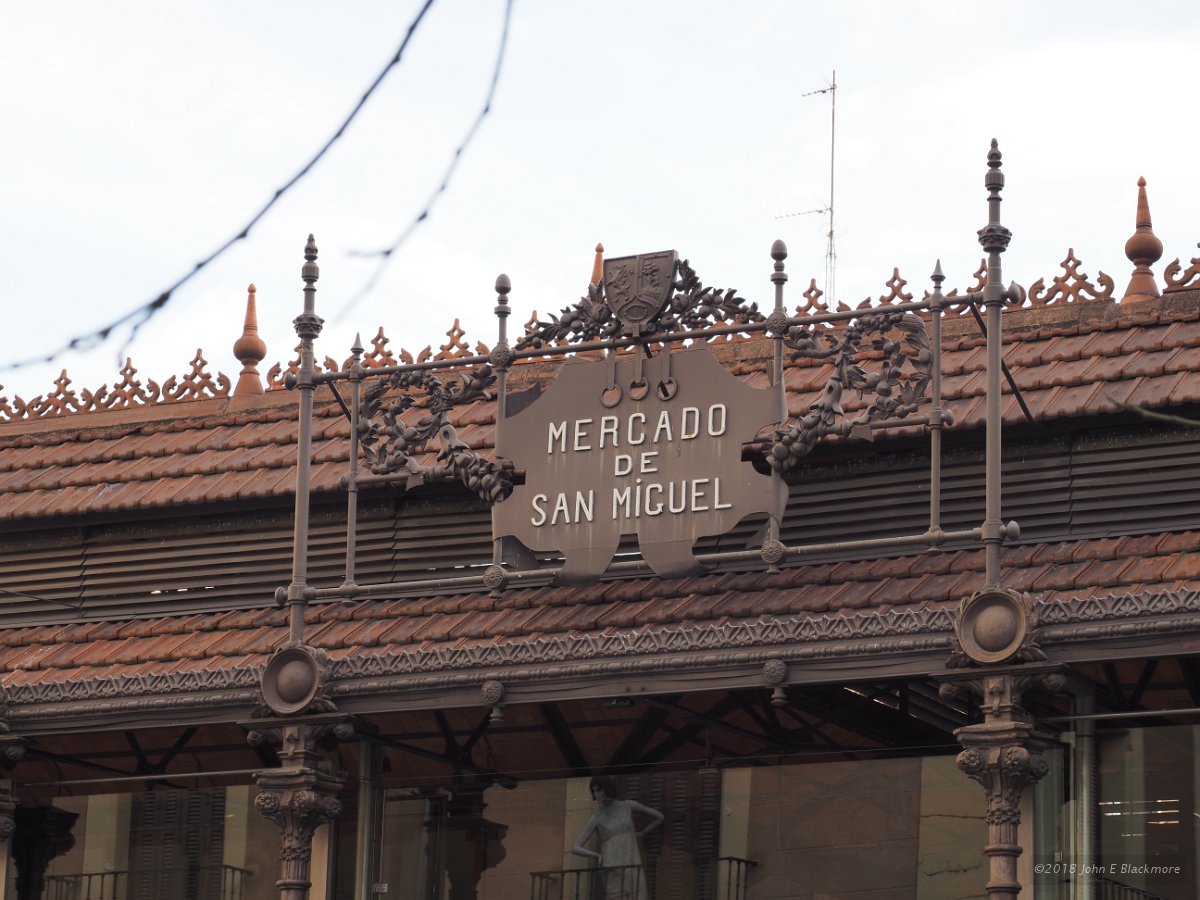 MERCADO
DE
SAN MiGUEL
©2018 John E Blackmore